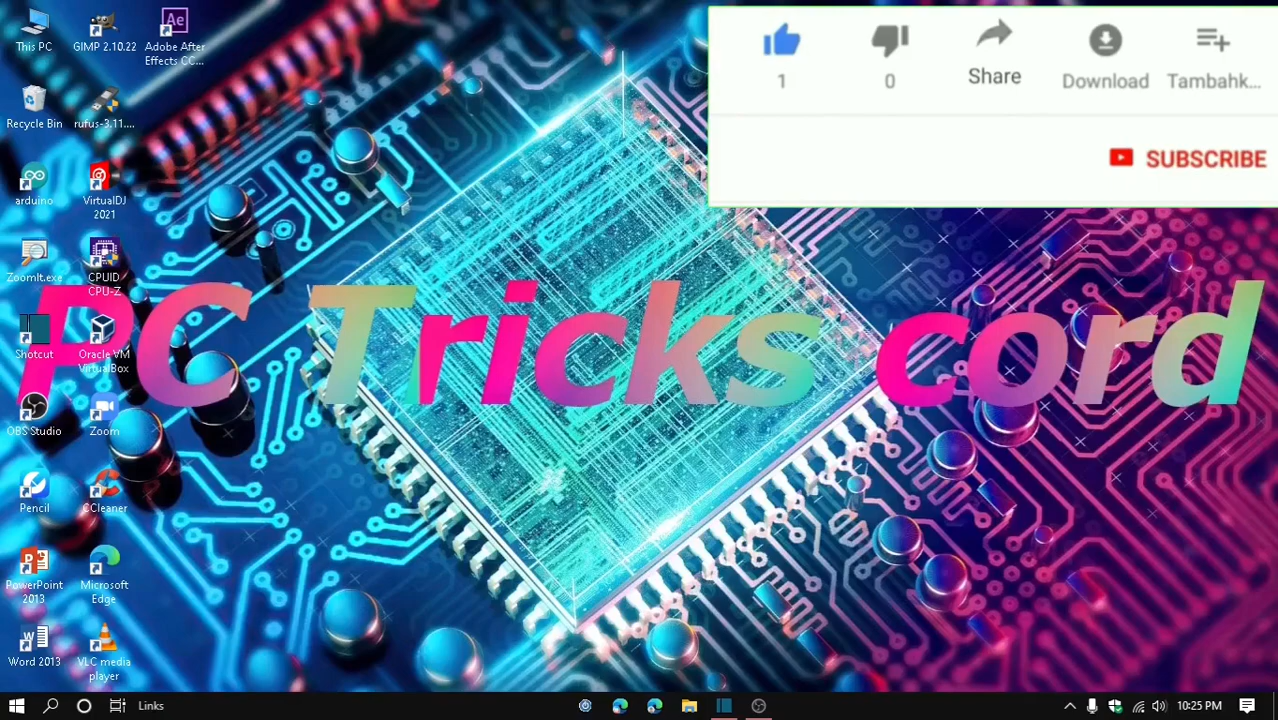 This PC
GIMP 2.10.22
Adobe After
Effects CC...
Recycle Bin
rufus-3.11....
arduino
VirtualDJ
2021
ZoomIt.exe
CPUID
CPU-Z
Shotcut
Oracle VM
VirtualBox
OBS Studio
Zoom
Pencil
CCleaner
PowerPoint
2013
Microsoft
Edge
Word 2013
VLC media
player
1
0
Share
Download
Tambahk...
SUBSCRIBE
PC Tricks cord
Links
10:25 PM